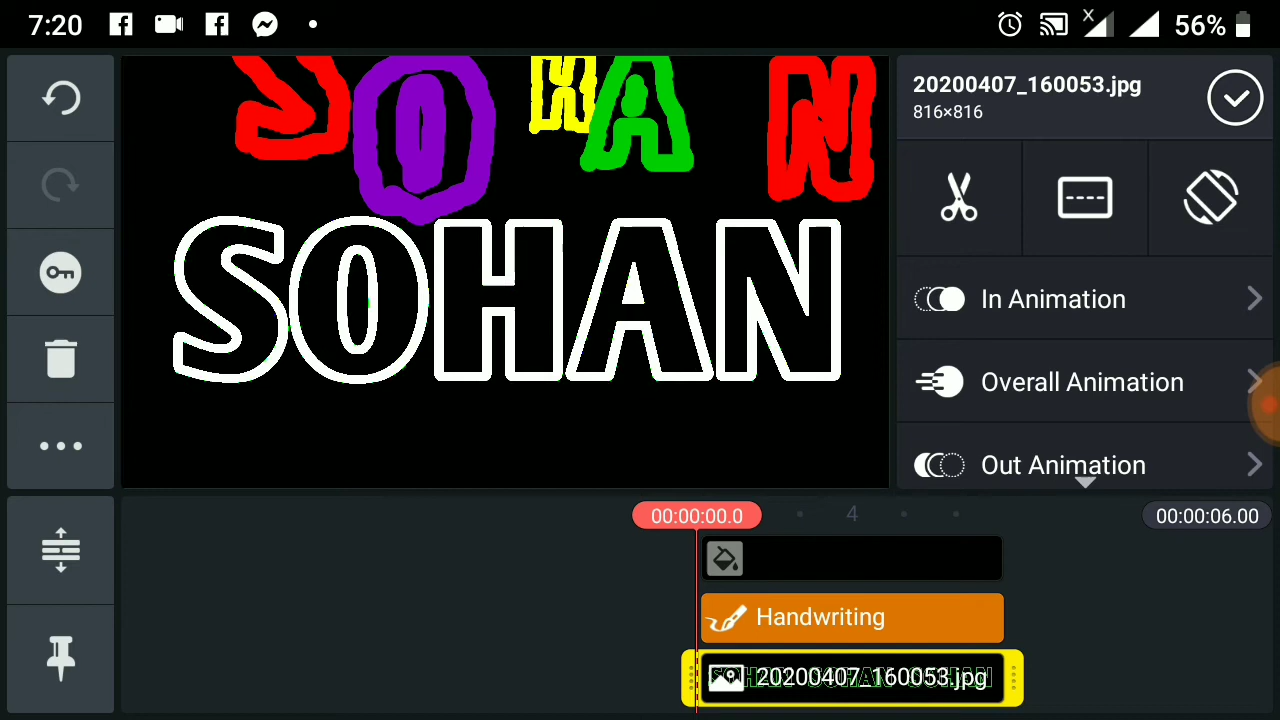 7:20
56%
SOHAN
SOHAN
20200407_160053.jpg
816×816
In Animation
Overall Animation
Out Animation
00:00:00.0
4
00:00:06.00
Handwriting
20200407_160053.jpg